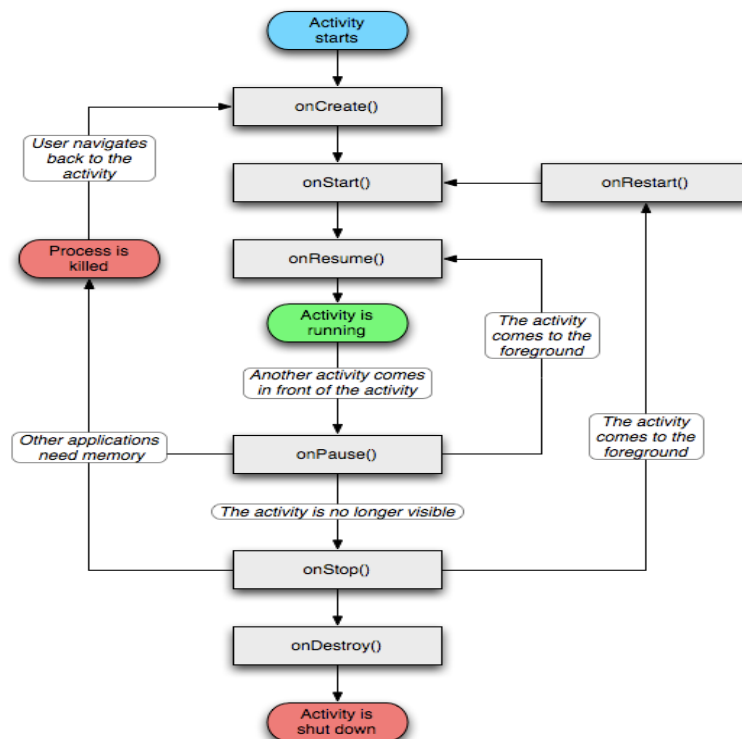 Activity
starts
onCreate()
User navigates
back to the
activity
onStart()
onRestart()
onResume()
Process is
killed
Activity is
running
The activity
comes to the
foreground
Another activity comes
in front of the activity
The activity
comes to the
foreground
Other applications
need memory
onPause()
The activity is no longer visible
onStop()
onDestroy()
Activity is
shut down